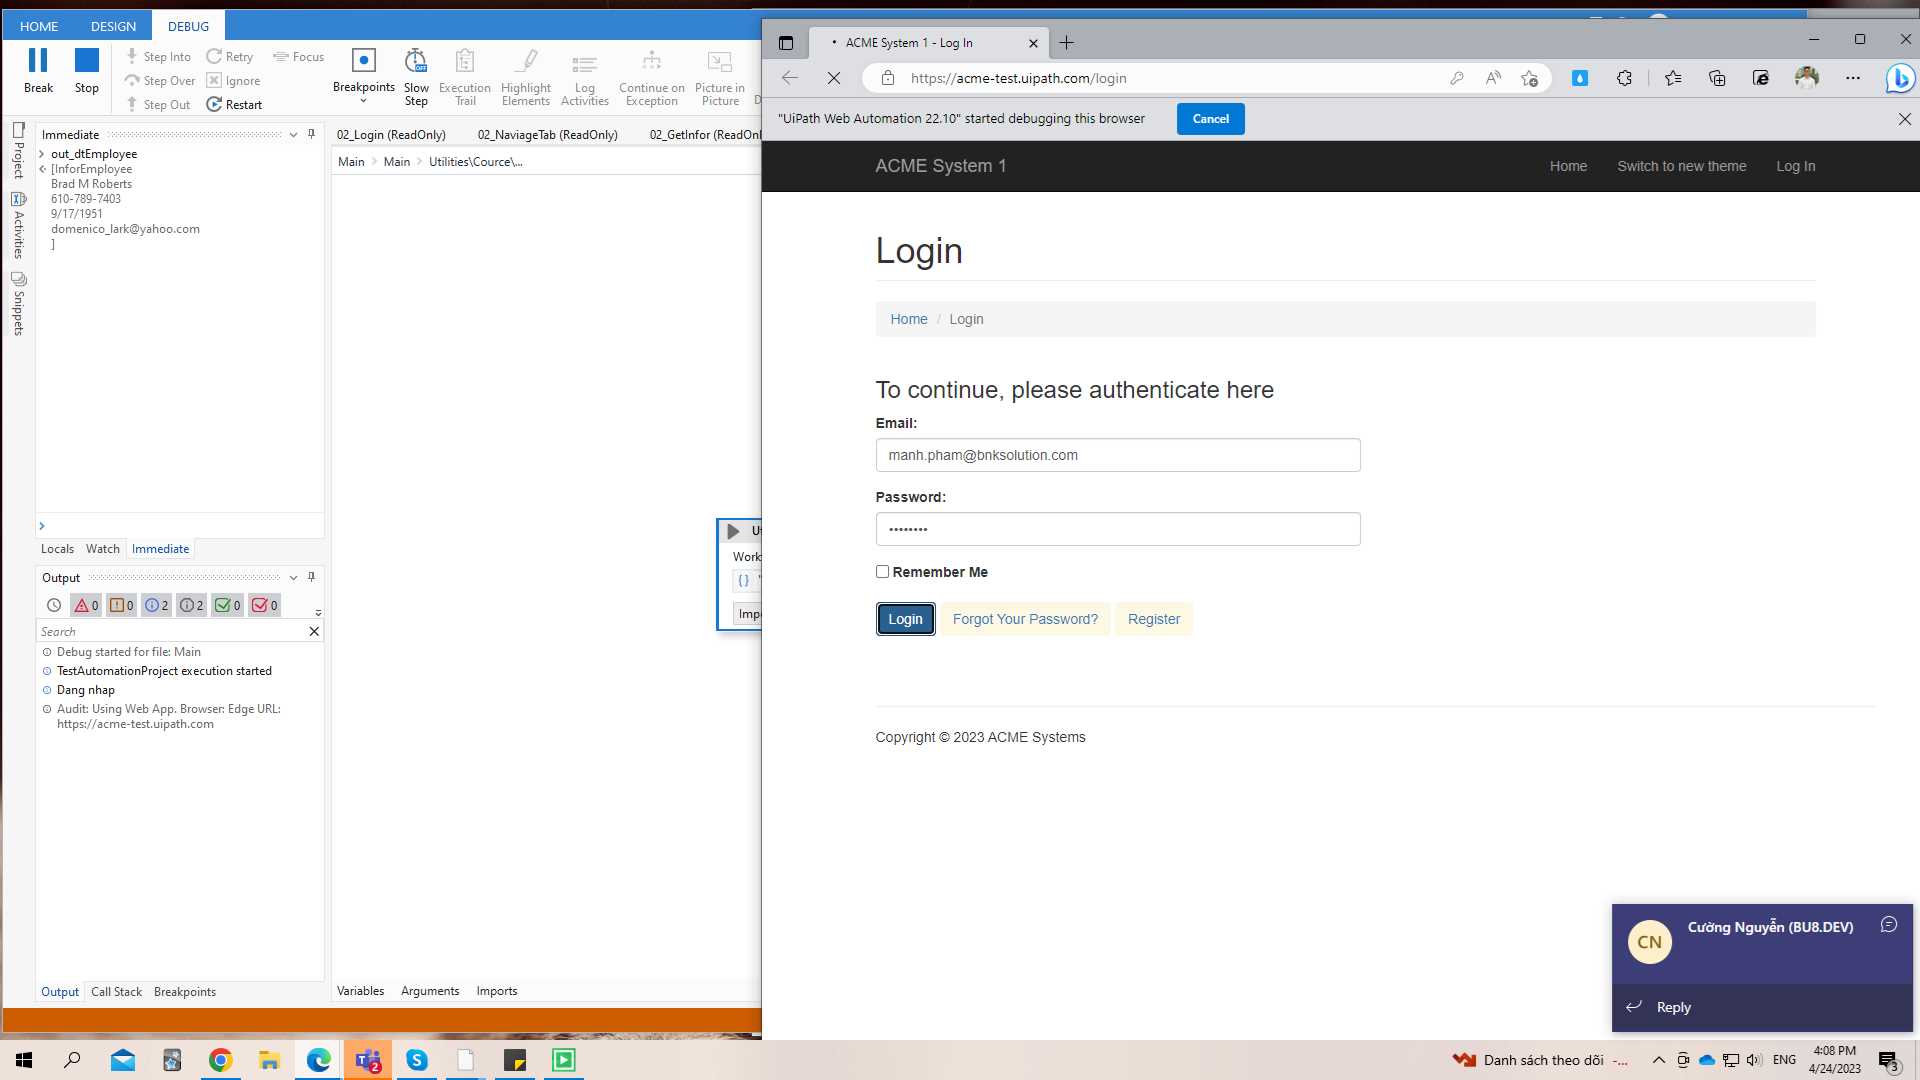 HOME DESIGN DEBUG
Break
Stop
Step Into
Step Over
Step Out
Retry
Ignore
Restart
Focus
Breakpoints
Slow Step
Execution Trail
Highlight Elements
Log Activities
Continue on Exception
Picture in Picture
Project
Activities
Snippets
Immediate
out_dtEmployee
[InforEmployee
Brad M Roberts
610-789-7403
9/17/1951
domenico_lark@yahoo.com
]
Locals Watch Immediate
Output
0 0 2 2 0 0
Search
Debug started for file: Main
TestAutomationProject execution started
Dang nhap
Audit: Using Web App. Browser: Edge URL:
https://acme-test.uipath.com
Output Call Stack Breakpoints
02_Login (ReadOnly) 02_NaviageTab (ReadOnly) 02_GetInfor (ReadOnl
Main > Main > Utilities\Cource\...
Work
Variables Arguments Imports
ACME System 1 - Log In
https://acme-test.uipath.com/login
"UiPath Web Automation 22.10" started debugging this browser Cancel
ACME System 1 Home Switch to new theme Log In
Login
Home / Login
To continue, please authenticate here
Email:
manh.pham@bnksolution.com
Password:
••••••••
Remember Me
Login Forgot Your Password? Register
Copyright © 2023 ACME Systems
CN
Cường Nguyễn (BU8.DEV)
Reply
2
Danh sách theo dõi -...
ENG
4:08 PM
4/24/2023
3